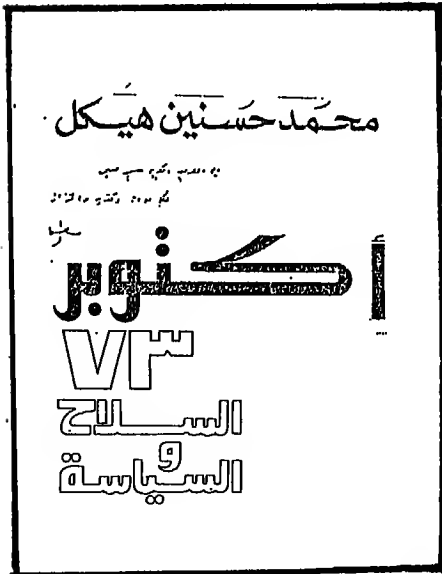 محمد حسنين هيكل
أكتوبر
٧٣
السلاح
و
السياسة